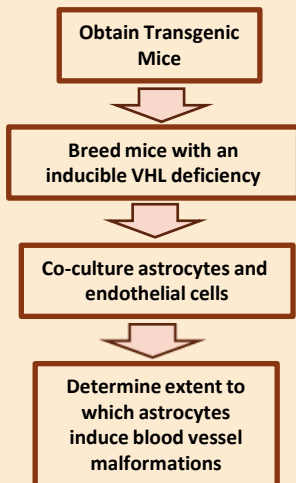 Obtain Transgenic
Mice
Breed mice with an
inducible VHL deficiency
Co-culture astrocytes and
endothelial cells
Determine extent to
which astrocytes
induce blood vessel
malformations